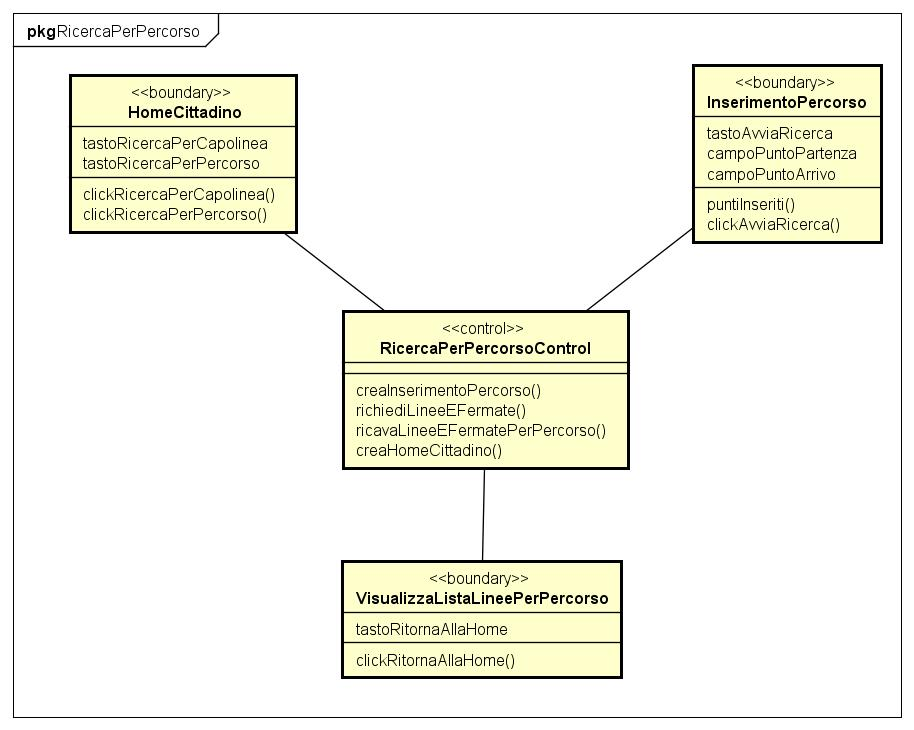 pkgRicercaPerPercorso
<<boundary>>
HomeCittadino
tastoRicercaPerCapolinea
tastoRicercaPerPercorso
clickRicercaPerCapolinea()
clickRicercaPerPercorso()
<<boundary>>
InserimentoPercorso
tastoAvviaRicerca
campoPuntoPartenza
campoPuntoArrivo
puntiInseriti()
clickAvviaRicerca()
<<control>>
RicercaPerPercorsoControl
creaInserimentoPercorso()
richiediLineeEFermate()
ricavaLineeEFermatePerPercorso()
creaHomeCittadino()
<<boundary>>
VisualizzaListaLineePerPercorso
tastoRitornaAllaHome
clickRitornaAllaHome()